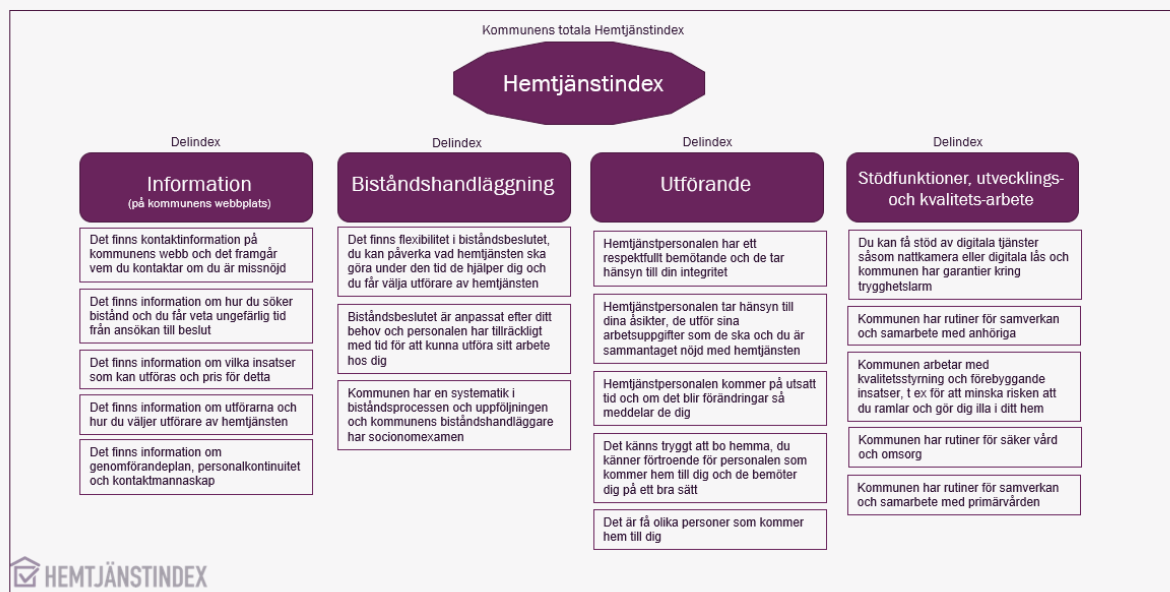 Kommunens totala Hemtjänstindex
Hemtjänstindex
Delindex
Information
(på kommunens webbplats)
Det finns kontaktinformation på
kommunens webb och det framgår
vem du kontaktar om du är missnöjd
Det finns information om hur du söker
bistånd och du får veta ungefärlig tid
från ansökan till beslut
Det finns information om vilka insatser
som kan utföras och pris för detta
Det finns information om utförarna och
hur du väljer utförare av hemtjänsten
Det finns information om
genomförandeplan, personalkontinuitet
och kontaktmannaskap
Delindex
Biståndshandläggning
Det finns flexibilitet i biståndsbeslutet,
du kan påverka vad hemtjänsten ska
göra under den tid de hjälper dig och
du får välja utförare av hemtjänsten
Biståndsbeslutet är anpassat efter ditt
behov och personalen har tillräckligt
med tid för att kunna utföra sitt arbete
hos dig
Kommunen har en systematik i
biståndsprocessen och uppföljningen
och kommunens biståndshandläggare
har socionomexamen
Delindex
Utförande
Hemtjänstpersonalen har ett
respektfullt bemötande och de tar
hänsyn till din integritet
Hemtjänstpersonalen tar hänsyn till
dina åsikter, de utför sina
arbetsuppgifter som de ska och du är
sammantaget nöjd med hemtjänsten
Hemtjänstpersonalen kommer på utsatt
tid och om det blir förändringar så
meddelar de dig
Det känns tryggt att bo hemma, du
känner förtroende för personalen som
kommer hem till dig och de bemöter
dig på ett bra sätt
Det är få olika personer som kommer
hem till dig
Delindex
Stödfunktioner, utvecklings-
och kvalitets-arbete
Du kan få stöd av digitala tjänster
såsom nattkamera eller digitala lås och
kommunen har garantier kring
trygghetslarm
Kommunen har rutiner för samverkan
och samarbete med anhöriga
Kommunen arbetar med
kvalitetsstyrning och förebyggande
insatser, t ex för att minska risken att
du ramlar och gör dig illa i ditt hem
Kommunen har rutiner för säker vård
och omsorg
Kommunen har rutiner för samverkan
och samarbete med primärvården
HEMTJÄNSTINDEX